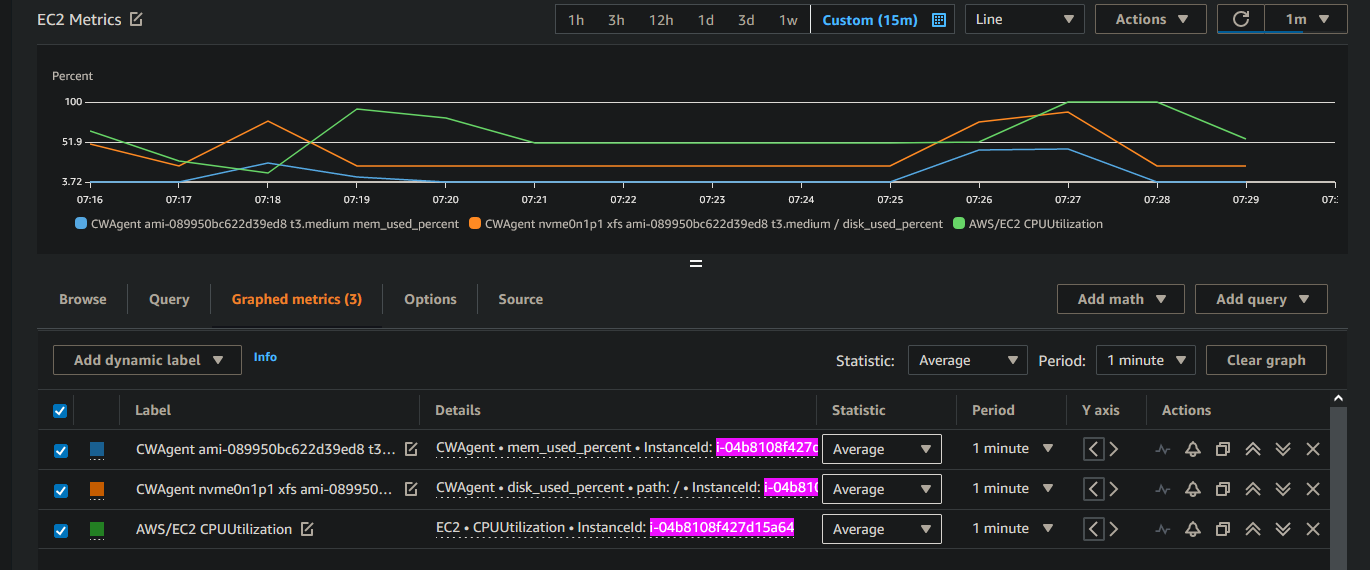 EC2 Metrics 1h 3h 12h 1d 3d 1w Custom (15m) Line Actions 1m
Percent
100
51.9
3.72
07:16 07:17 07:18 07:19 07:20 07:21 07:22 07:23 07:24 07:25 07:26 07:27 07:28 07:29
CWAgent ami-089950bc622d39ed8 t3.medium mem_used_percent CWAgent nvme0n1p1 xfs ami-089950bc622d39ed8 t3.medium / disk_used_percent AWS/EC2 CPUUtilization
Browse Query Graphed metrics (3) Options Source Add math Add query
Add dynamic label Info Statistic: Average Period: 1 minute Clear graph
Label Details Statistic Period Y axis Actions
CWAgent ami-089950bc622d39ed8 t3... CWAgent • mem_used_percent • InstanceId: i-04b8108f427d Average 1 minute
CWAgent nvme0n1p1 xfs ami-089950... CWAgent • disk_used_percent • path: / • InstanceId: i-04b810 Average 1 minute
AWS/EC2 CPUUtilization EC2 • CPUUtilization • InstanceId: i-04b8108f427d15a64 Average 1 minute